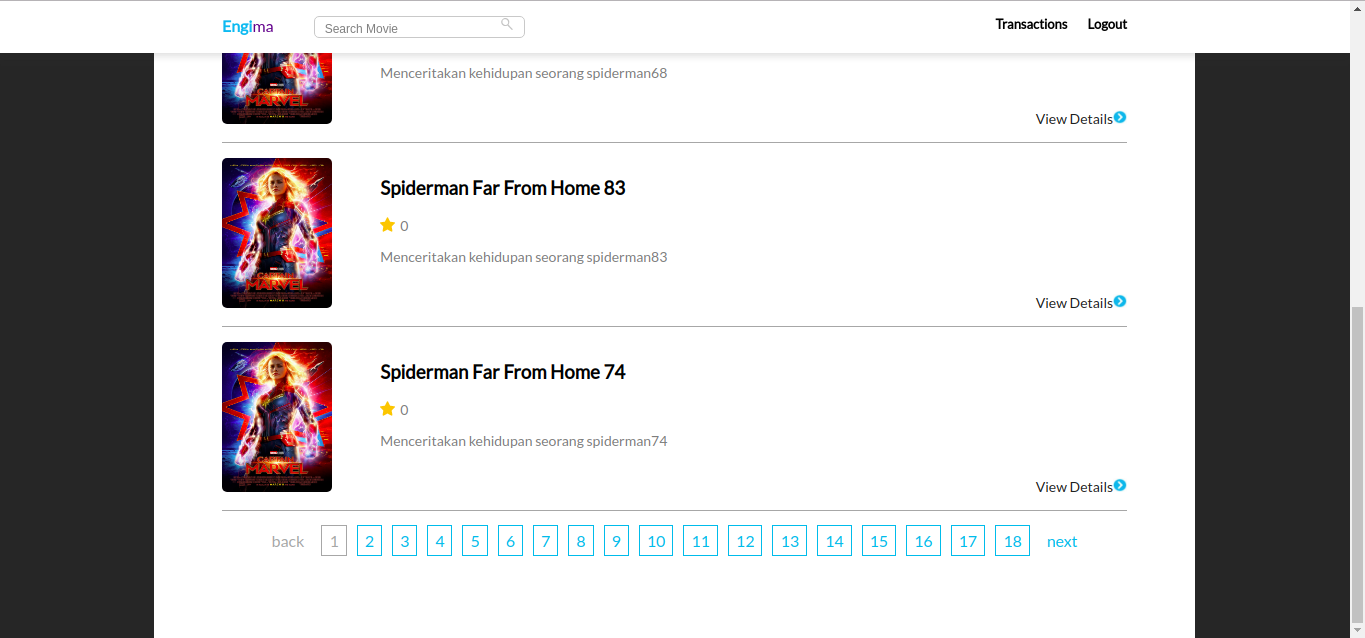 Engima
Search Movie
Transactions
Logout
Menceritakan kehidupan seorang spiderman68
MARVEL
View Details
Spiderman Far From Home 83
0
Menceritakan kehidupan seorang spiderman83
CAPTAIN
MARVEL
View Details
Spiderman Far From Home 74
0
Menceritakan kehidupan seorang spiderman74
CAPTAIN
MARVEL
View Details
back 1 2 3 4 5 6 7 8 9 10 11 12 13 14 15 16 17 18 next